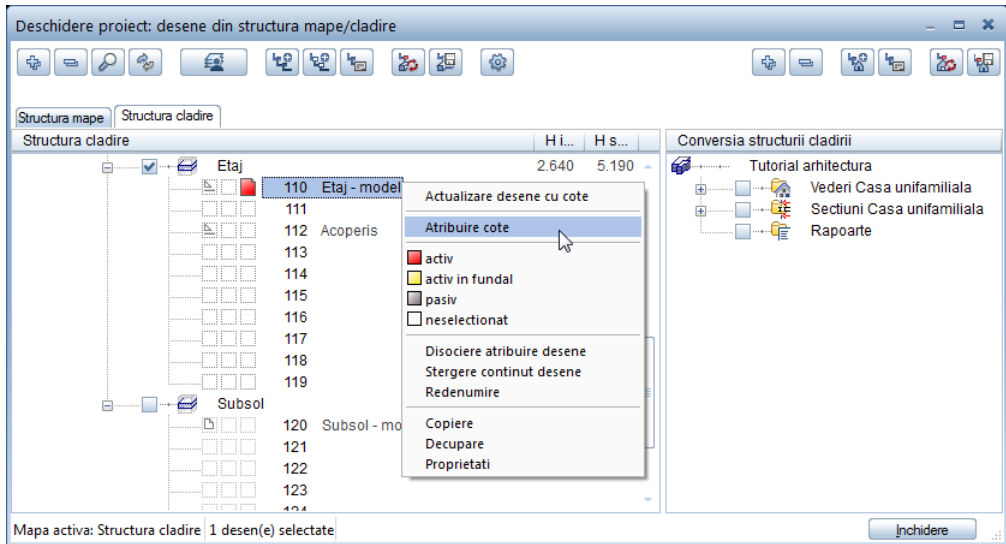 Deschidere proiect: desene din structura mape/cladire
Structura mape Structura cladire
Structura cladire H i... H s... Conversia structurii cladirii
Etaj 2.640 5.190 Tutorial arhitectura
110 Etaj - model Vederi Casa unifamiliala
111 Sectiuni Casa unifamiliala
112 Acoperis Rapoarte
113
114
115
116
117
118
119
Subsol
120 Subsol - mo
121
122
123
Actualizare desene cu cote
Atribuire cote
activ
activ in fundal
pasiv
neselectionat
Disociere atribuire desene
Stergere continut desene
Redenumire
Copiere
Decupare
Proprietati
Mapa activa: Structura cladire 1 desen(e) selectate Inchidere